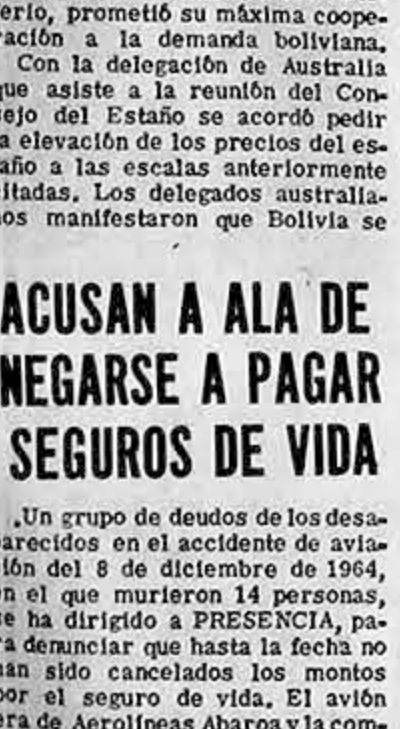 erio, prometió su máxima coope-
ración a la demanda boliviana.
Con la delegación de Australia
que asiste a la reunión del Con-
sejo del Estaño se acordó pedir
a elevación de los precios del es-
año a las escalas anteriormente
citadas. Los delegados australia-
nos manifestaron que Bolivia se
ACUSAN A ALA DE
NEGARSE A PAGAR
SEGUROS DE VIDA
.Un grupo de deudos de los desa-
parecidos en el accidente de avia-
ión del 8 de diciembre de 1964,
en el que murieron 14 personas,
se ha dirigido a PRESENCIA, pa-
ra denunciar que hasta la fecha no
han sido cancelados los montos
por el seguro de vida. El avión
era de Aerolíneas Abaroa y la com-